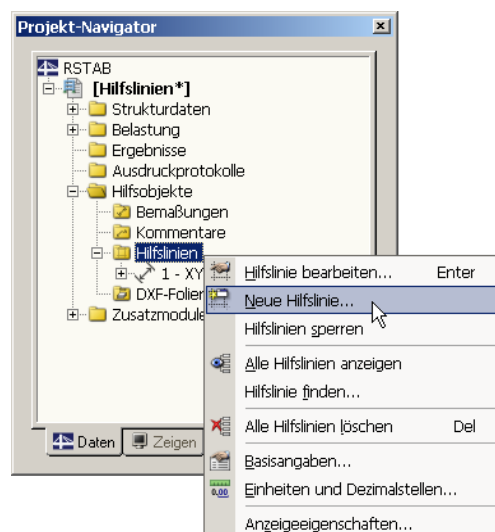 Projekt-Navigator
RSTAB
[Hilfslinien*]
Strukturdaten
Belastung
Ergebnisse
Ausdruckprotokolle
Hilfsobjekte
Bemaßungen
Kommentare
Hilfslinien
1 - XY
DXF-Folien
Zusatzmodule
Daten
Zeigen
Hilfslinie bearbeiten... Enter
Neue Hilfslinie...
Hilfslinien sperren
Alle Hilfslinien anzeigen
Hilfslinie finden...
Alle Hilfslinien löschen Del
Basisangaben...
0,00 Einheiten und Dezimalstellen...
Anzeigeeigenschaften...